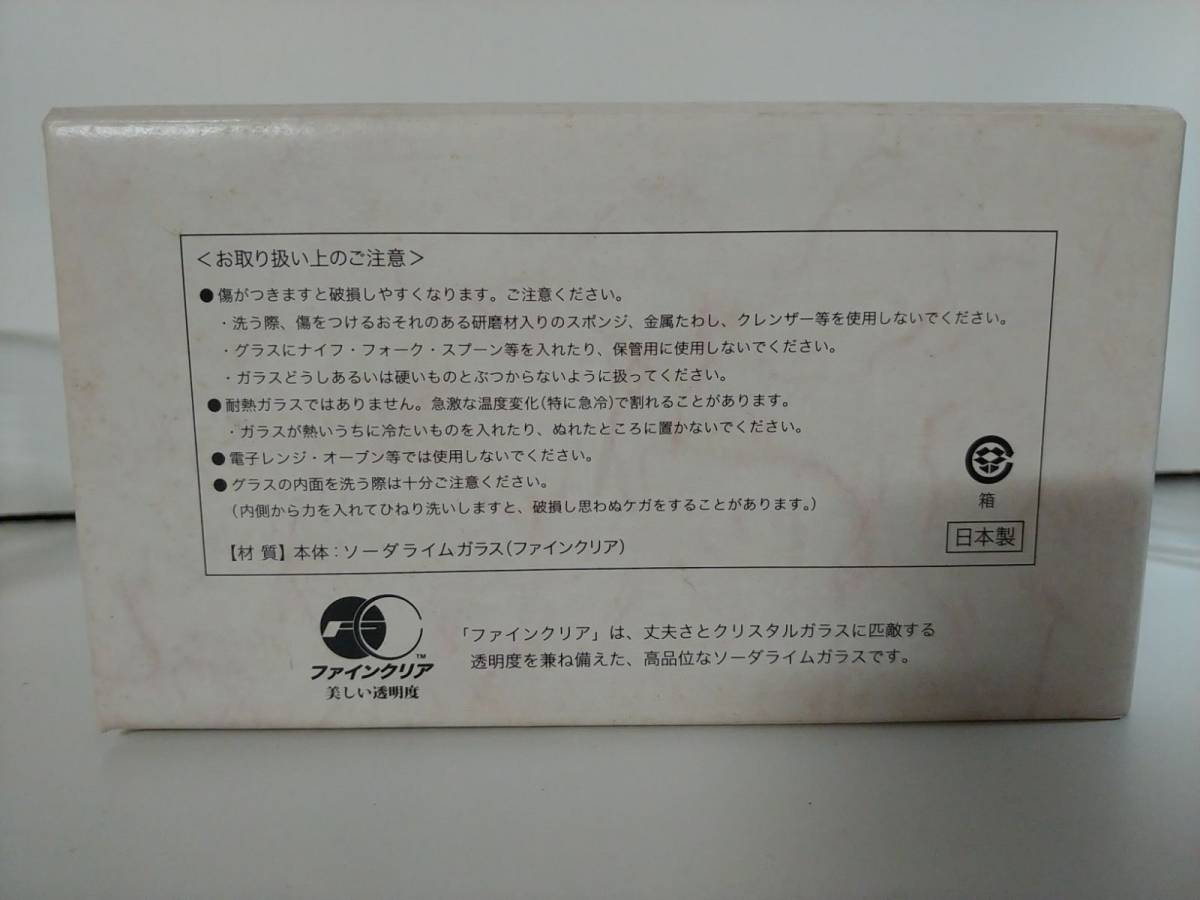 ＜お取り扱い上のご注意＞
●傷がつきますと破損しやすくなります。ご注意ください。
・洗う際、傷をつけるおそれのある研磨材入りのスポンジ、金属たわし、クレンザー等を使用しないでください。
・グラスにナイフ・フォーク・スプーン等を入れたり、保管用に使用しないでください。
・ガラスどうしあるいは硬いものとぶつからないように扱ってください。
●耐熱ガラスではありません。急激な温度変化(特に急冷)で割れることがあります。
・ガラスが熱いうちに冷たいものを入れたり、ぬれたところに置かないでください。
●電子レンジ・オーブン等では使用しないでください。
●グラスの内面を洗う際は十分ご注意ください。
(内側から力を入れてひねり洗いしますと、破損し思わぬケガをすることがあります。)
【材 質】本体：ソーダライムガラス(ファインクリア)
箱
日本製
FS
TM
ファインクリア
美しい透明度
「ファインクリア」は、丈夫さとクリスタルガラスに匹敵する
透明度を兼ね備えた、高品位なソーダライムガラスです。